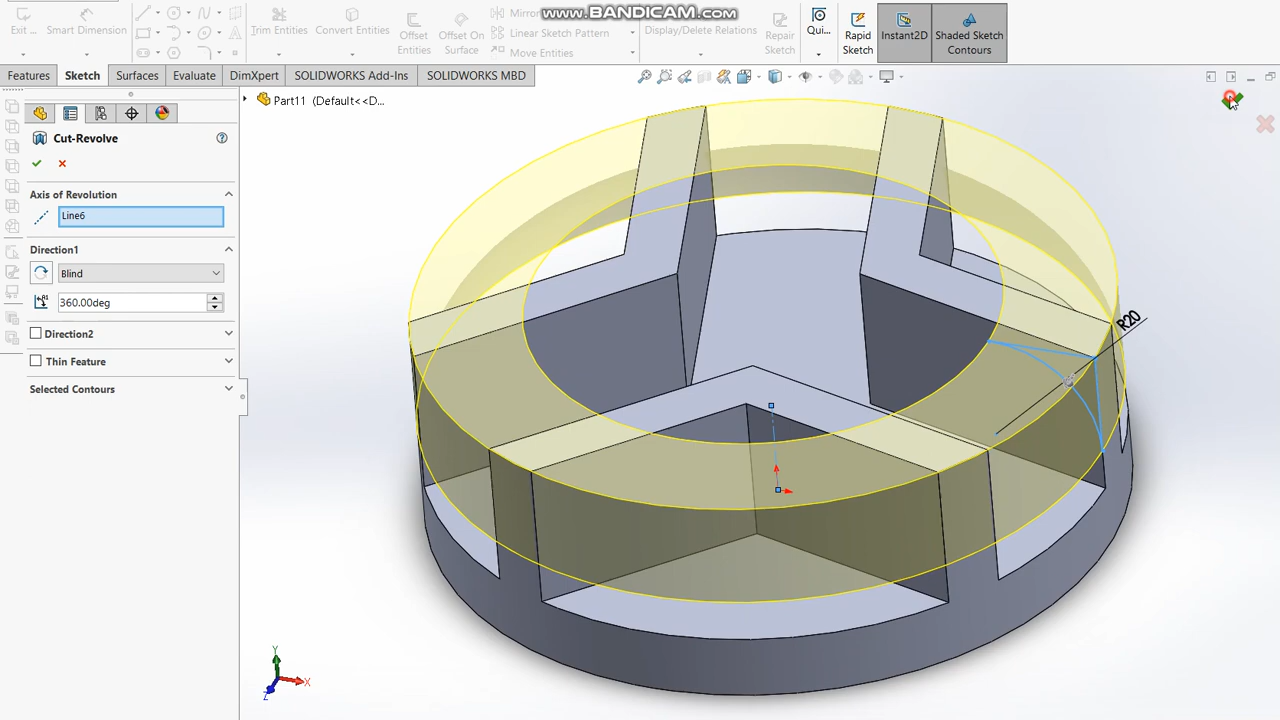 www.BANDICAM.com
Exit ...
Smart Dimension
Trim Entities
Convert Entities
Offset Entities
Offset On Surface
Mirror
Linear Sketch Pattern
Move Entities
Display/Delete Relations
Repair Sketch
Qui...
Rapid Sketch
Instant2D
Shaded Sketch Contours
Features
Sketch
Surfaces
Evaluate
DimXpert
SOLIDWORKS Add-Ins
SOLIDWORKS MBD
Part11 (Default<<D...
Cut-Revolve
Axis of Revolution
Line6
Direction1
Blind
360.00deg
Direction2
Thin Feature
Selected Contours
R20
Y
X
Z